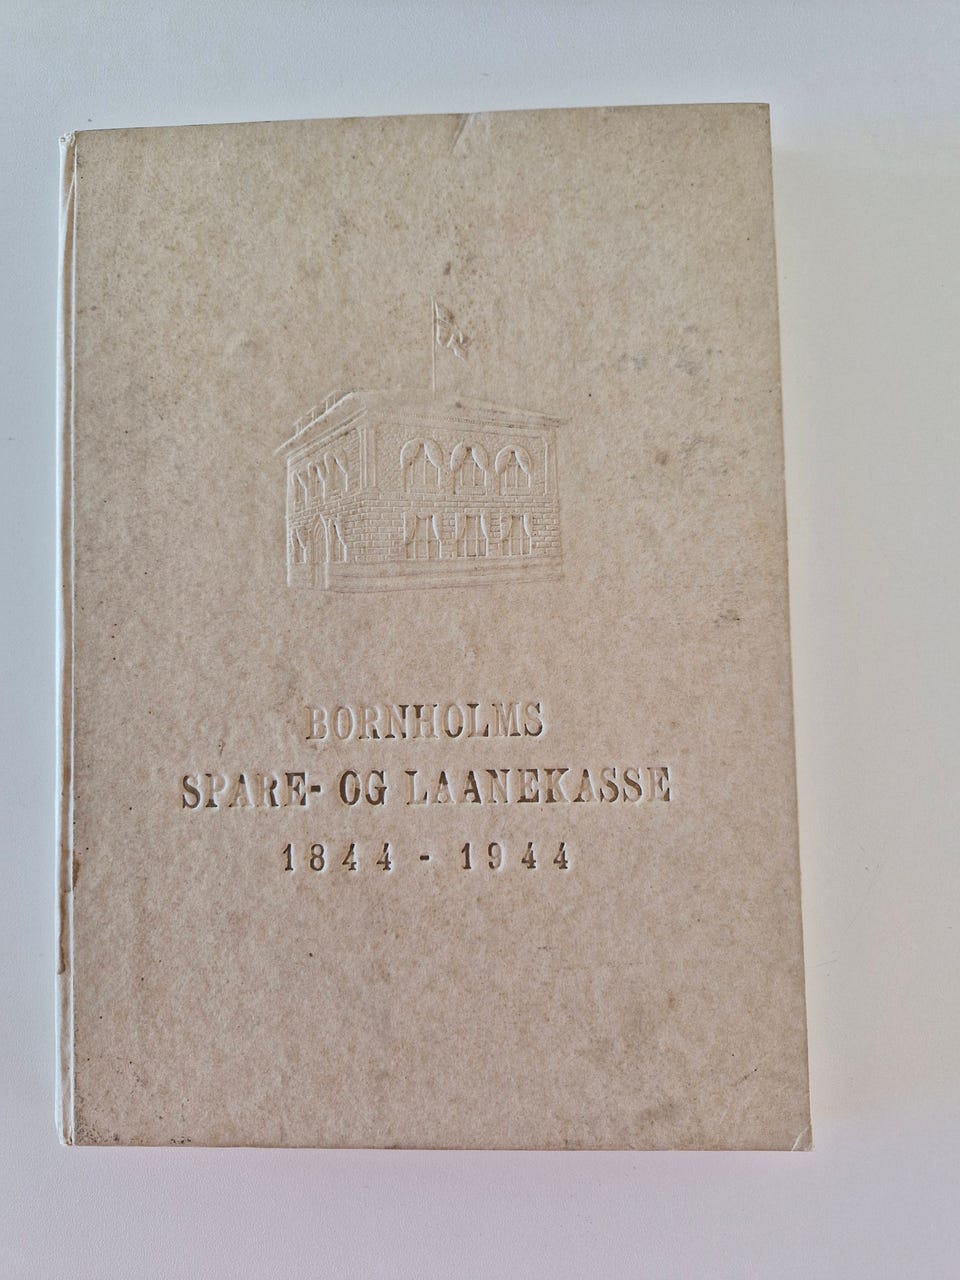 BORNHOLMS
SPARE- OG LAANEKASSE
1844 - 1944